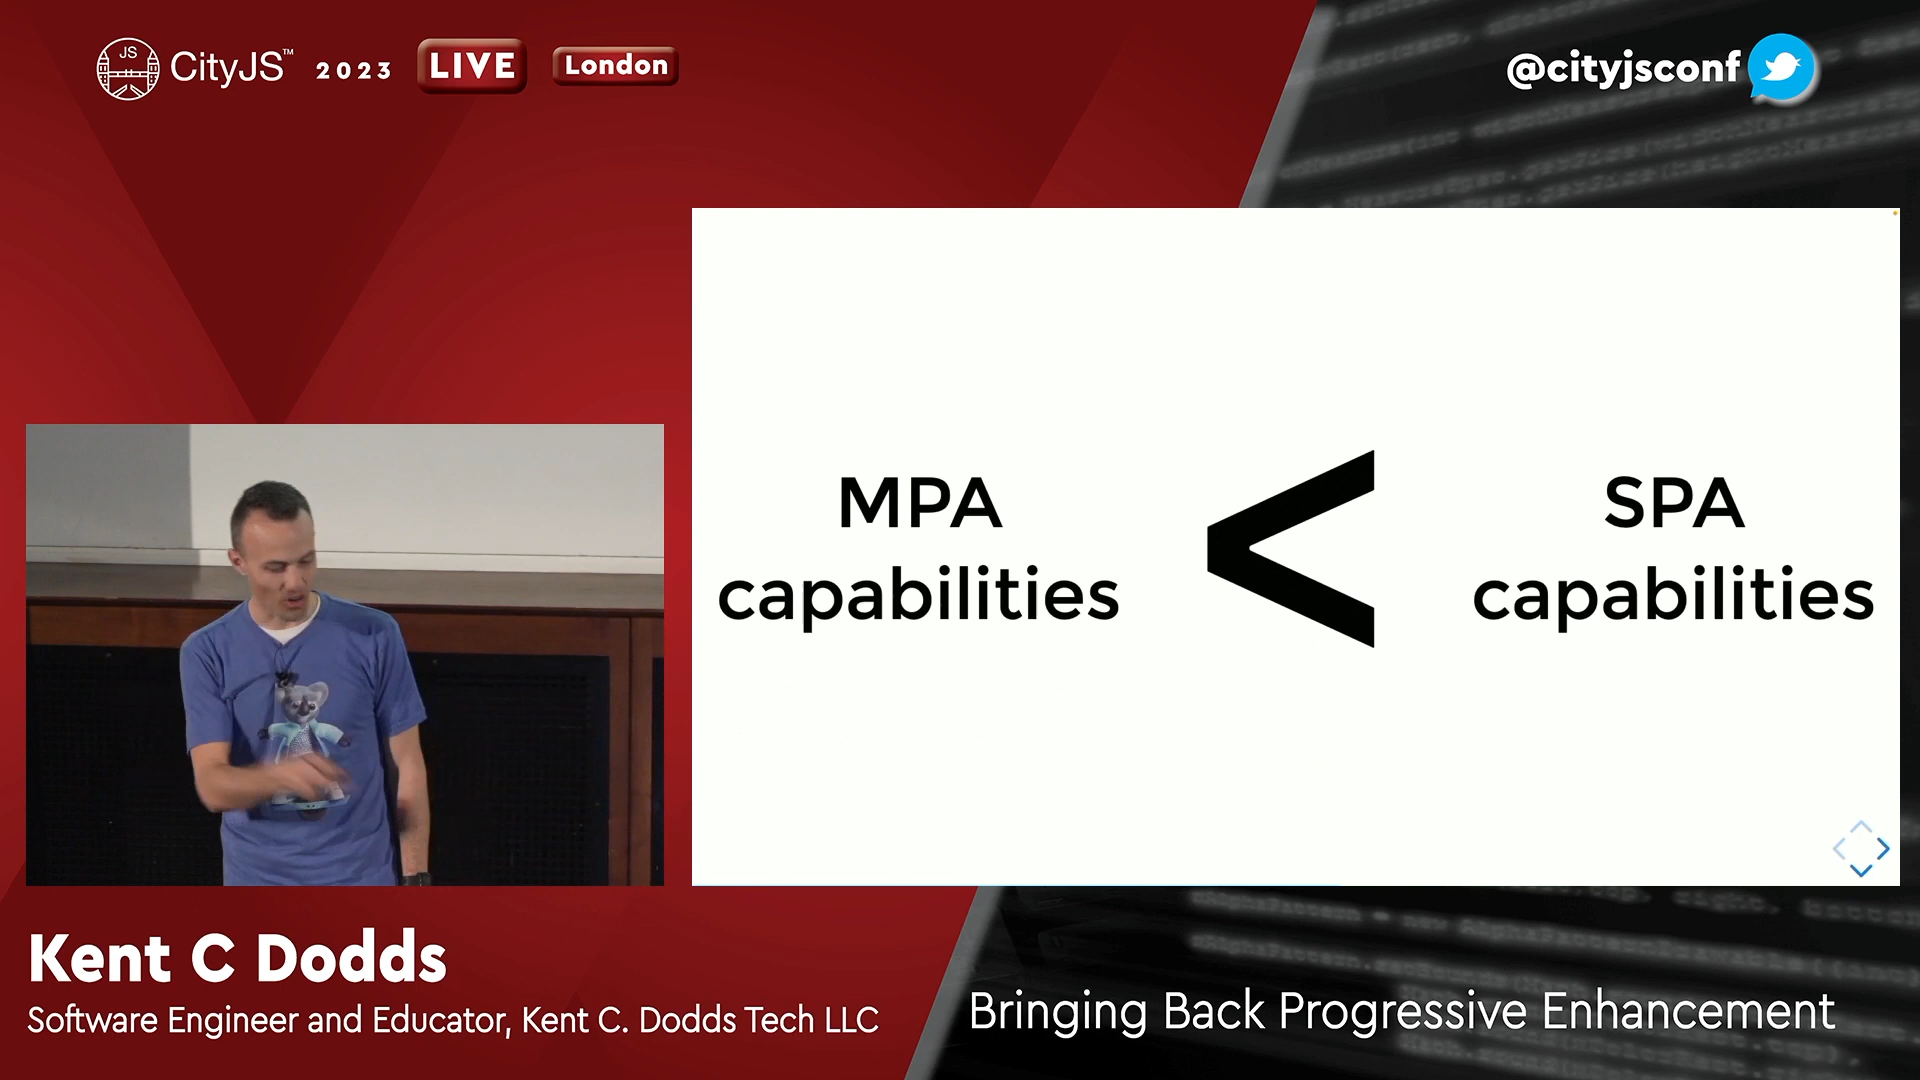 JS
CityJS™ 2023 LIVE London
@cityjsconf
MPA
capabilities
<
SPA
capabilities
Kent C Dodds
Software Engineer and Educator, Kent C. Dodds Tech LLC
Bringing Back Progressive Enhancement